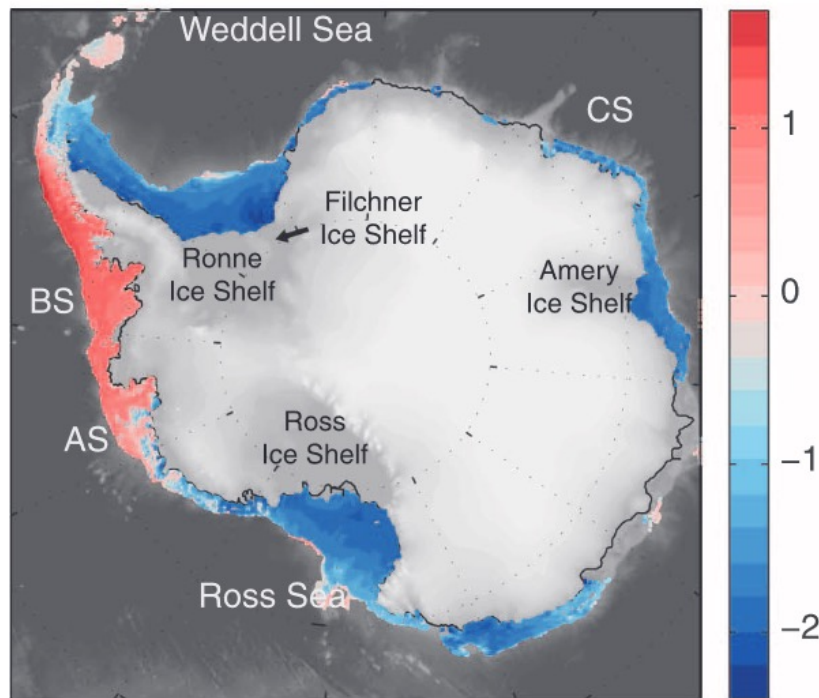 Weddell Sea
CS
1
Filchner
Ice Shelf
Ronne
Ice Shelf
Amery
Ice Shelf
0
BS
Ross
Ice Shelf
AS
−1
Ross Sea
−2